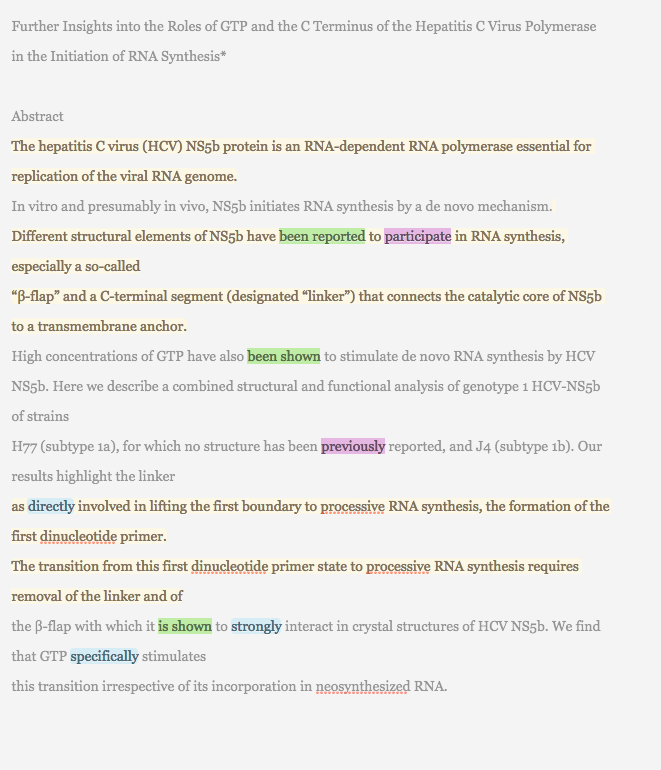 Further Insights into the Roles of GTP and the C Terminus of the Hepatitis C Virus Polymerase
in the Initiation of RNA Synthesis*
Abstract
The hepatitis C virus (HCV) NS5b protein is an RNA-dependent RNA polymerase essential for
replication of the viral RNA genome.
In vitro and presumably in vivo, NS5b initiates RNA synthesis by a de novo mechanism.
Different structural elements of NS5b have been reported to participate in RNA synthesis,
especially a so-called
“β-flap” and a C-terminal segment (designated “linker”) that connects the catalytic core of NS5b
to a transmembrane anchor.
High concentrations of GTP have also been shown to stimulate de novo RNA synthesis by HCV
NS5b. Here we describe a combined structural and functional analysis of genotype 1 HCV-NS5b
of strains
H77 (subtype 1a), for which no structure has been previously reported, and J4 (subtype 1b). Our
results highlight the linker
as directly involved in lifting the first boundary to processive RNA synthesis, the formation of the
first dinucleotide primer.
The transition from this first dinucleotide primer state to processive RNA synthesis requires
removal of the linker and of
the β-flap with which it is shown to strongly interact in crystal structures of HCV NS5b. We find
that GTP specifically stimulates
this transition irrespective of its incorporation in neosynthesized RNA.